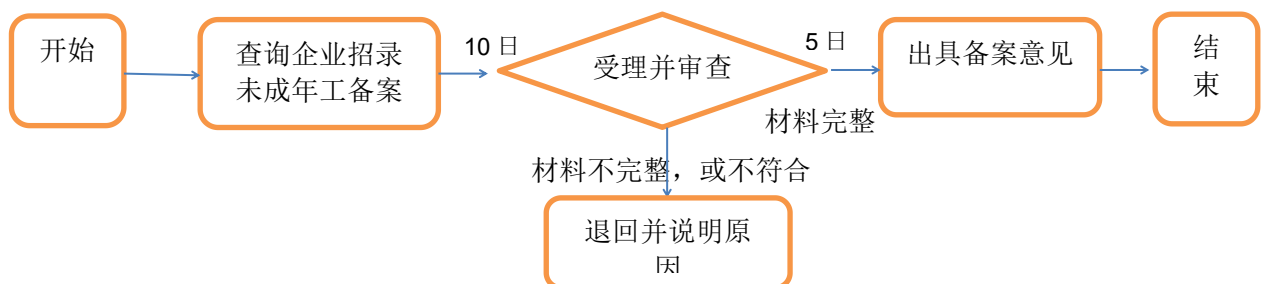 开始
查询企业招录
未成年工备案
10 日
受理并审查
5 日
材料完整
出具备案意见
结
束
材料不完整，或不符合
退回并说明原
因